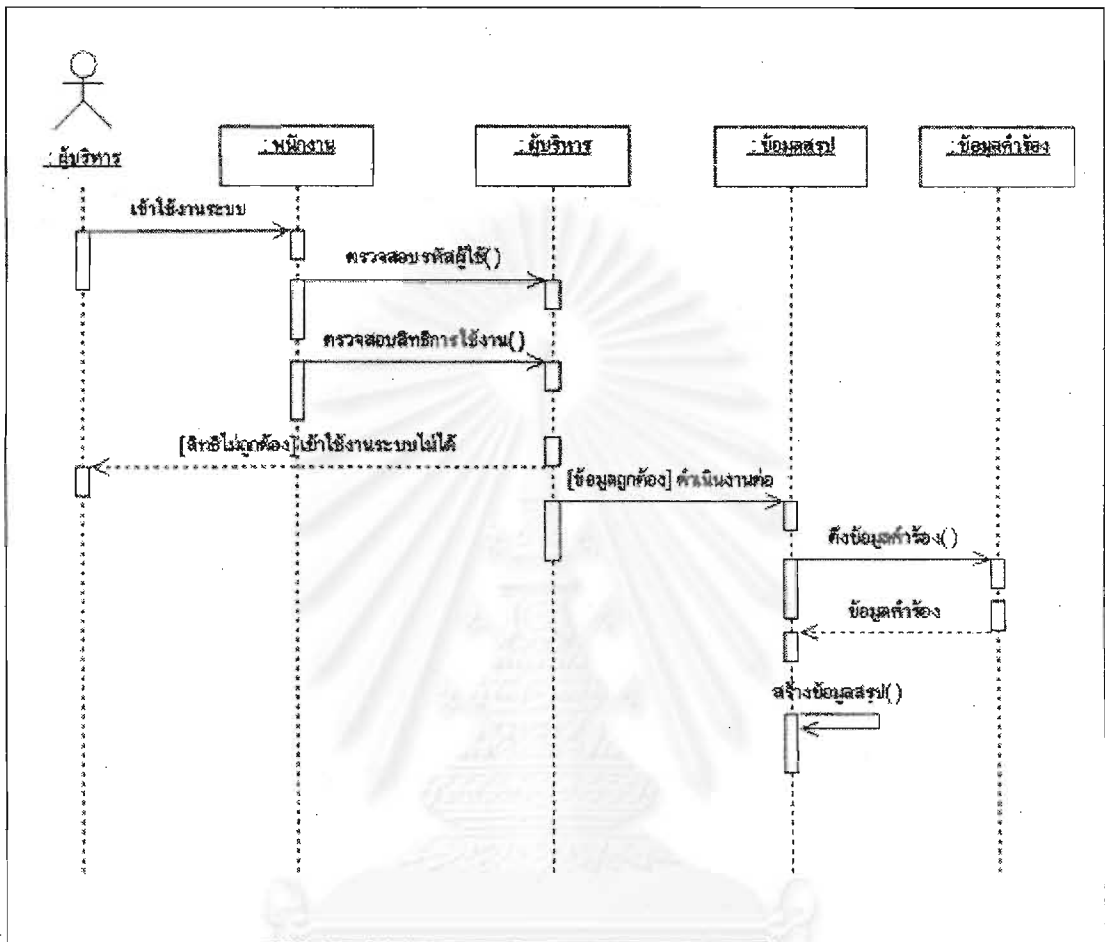 : ผู้บริหาร
: พนักงาน
: ผู้บริหาร
: ข้อมูลสรุป
: ข้อมูลคำร้อง
เข้าใช้งานระบบ
ตรวจสอบรหัสผู้ใช้()
ตรวจสอบสิทธิการใช้งาน()
[สิทธิไม่ถูกต้อง] เข้าใช้งานระบบไม่ได้
[ข้อมูลถูกต้อง] ดำเนินงานต่อ
ดึงข้อมูลคำร้อง()
ข้อมูลคำร้อง
สร้างข้อมูลสรุป()